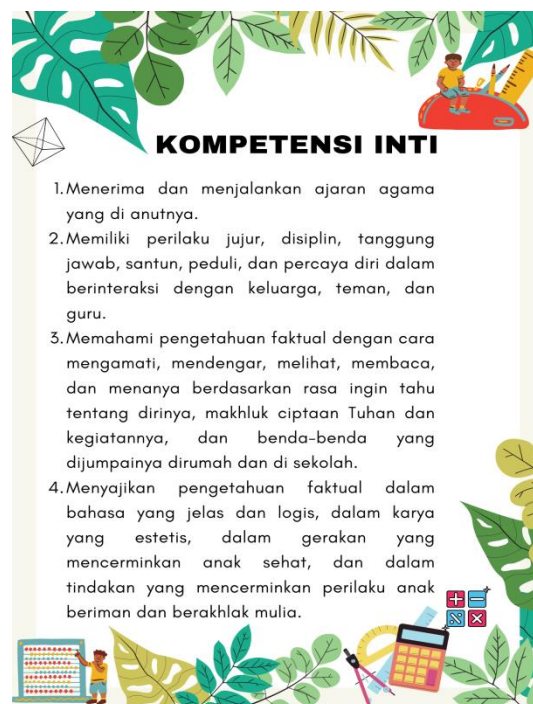 KOMPETENSI INTI
1. Menerima dan menjalankan ajaran agama
yang di anutnya.
2. Memiliki perilaku jujur, disiplin, tanggung
jawab, santun, peduli, dan percaya diri dalam
berinteraksi dengan keluarga, teman, dan
guru.
3. Memahami pengetahuan faktual dengan cara
mengamati, mendengar, melihat, membaca,
dan menanya berdasarkan rasa ingin tahu
tentang dirinya, makhluk ciptaan Tuhan dan
kegiatannya, dan benda-benda yang
dijumpainya dirumah dan di sekolah.
4. Menyajikan pengetahuan faktual dalam
bahasa yang jelas dan logis, dalam karya
yang estetis, dalam gerakan yang
mencerminkan anak sehat, dan dalam
tindakan yang mencerminkan perilaku anak
beriman dan berakhlak mulia.